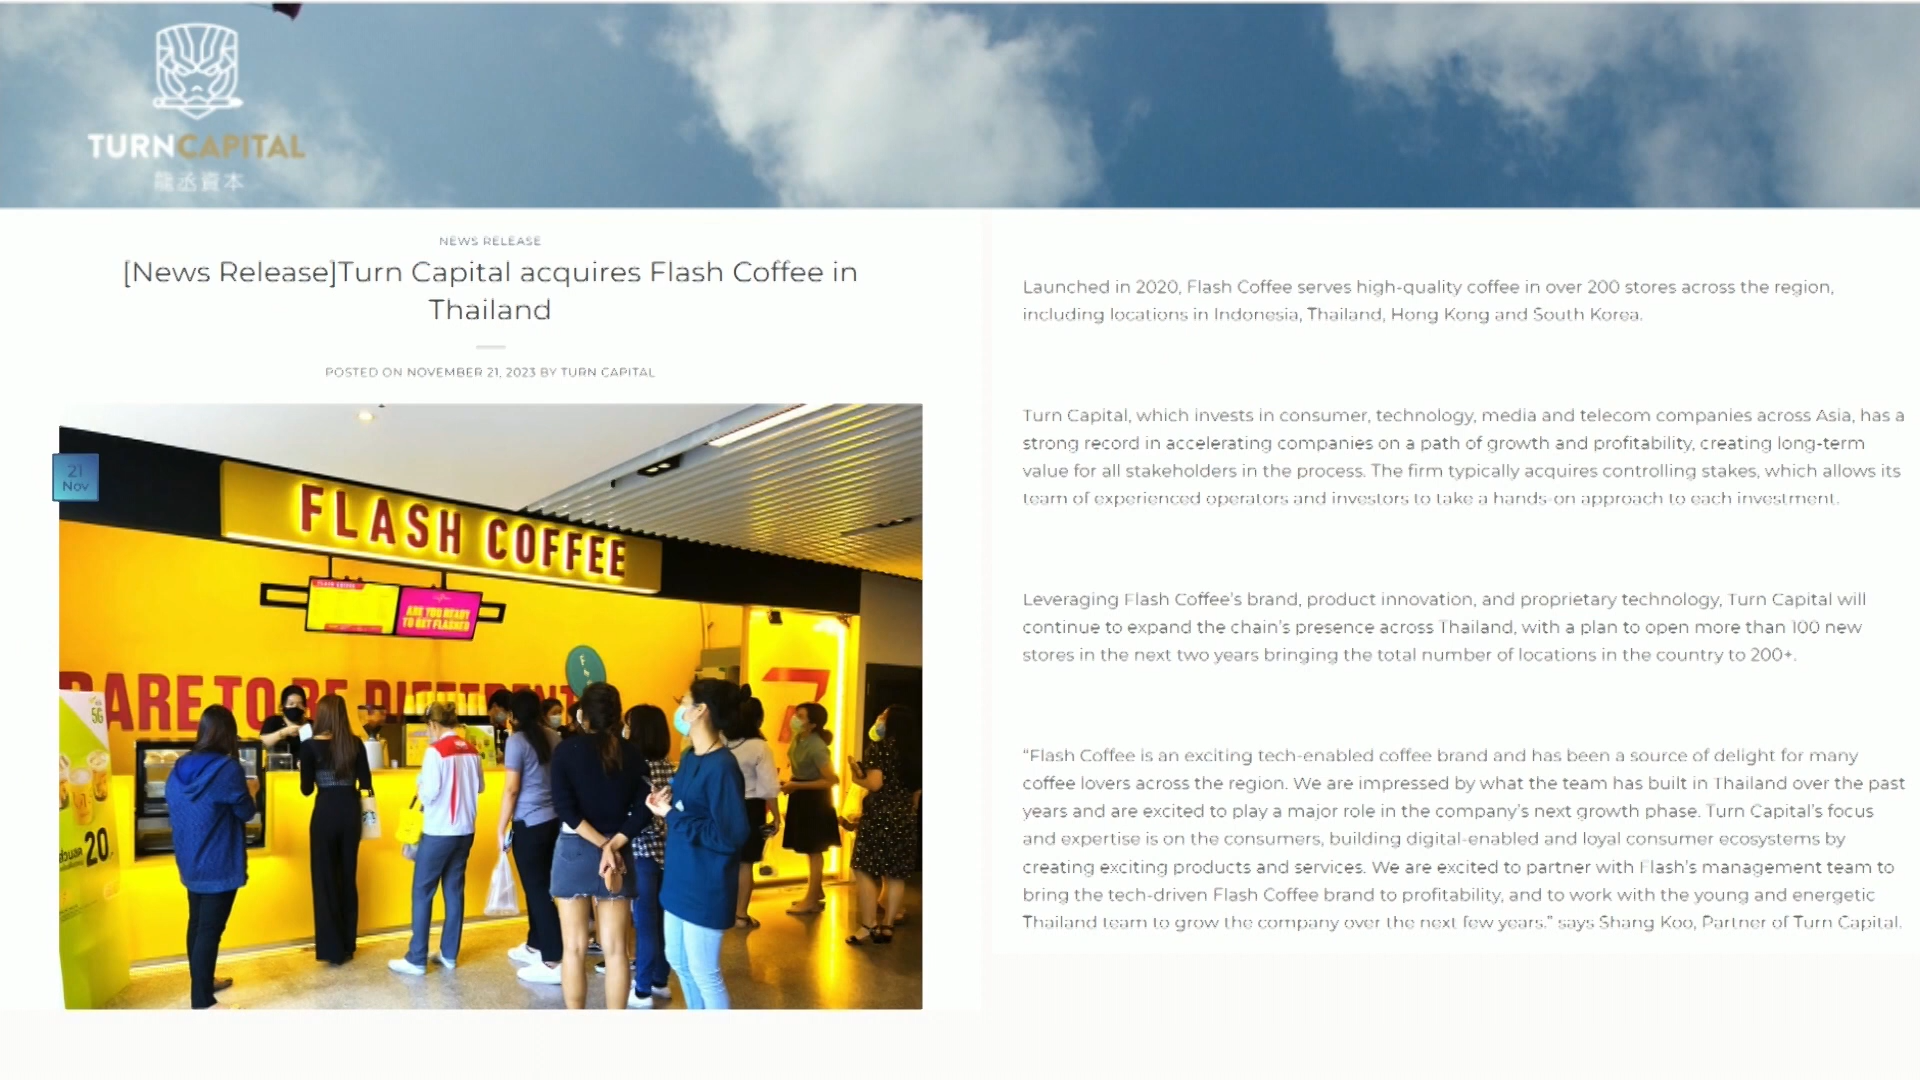 TURNCAPITAL
龍丞資本
NEWS RELEASE
[News Release]Turn Capital acquires Flash Coffee in
Thailand
POSTED ON NOVEMBER 21, 2023 BY TURN CAPITAL
21
Nov
FLASH COFFEE
FLASH COFFEE
ARE YOU READY
TO GET FLASHED
DARE TO BE DIFFERENT
5G
20
Launched in 2020, Flash Coffee serves high-quality coffee in over 200 stores across the region,
including locations in Indonesia, Thailand, Hong Kong and South Korea.
Turn Capital, which invests in consumer, technology, media and telecom companies across Asia, has a
strong record in accelerating companies on a path of growth and profitability, creating long-term
value for all stakeholders in the process. The firm typically acquires controlling stakes, which allows its
team of experienced operators and investors to take a hands-on approach to each investment.
Leveraging Flash Coffee's brand, product innovation, and proprietary technology, Turn Capital will
continue to expand the chain's presence across Thailand, with a plan to open more than 100 new
stores in the next two years bringing the total number of locations in the country to 200+.
“Flash Coffee is an exciting tech-enabled coffee brand and has been a source of delight for many
coffee lovers across the region. We are impressed by what the team has built in Thailand over the past
years and are excited to play a major role in the company's next growth phase. Turn Capital's focus
and expertise is on the consumers, building digital-enabled and loyal consumer ecosystems by
creating exciting products and services. We are excited to partner with Flash's management team to
bring the tech-driven Flash Coffee brand to profitability, and to work with the young and energetic
Thailand team to grow the company over the next few years.” says Shang Koo, Partner of Turn Capital.